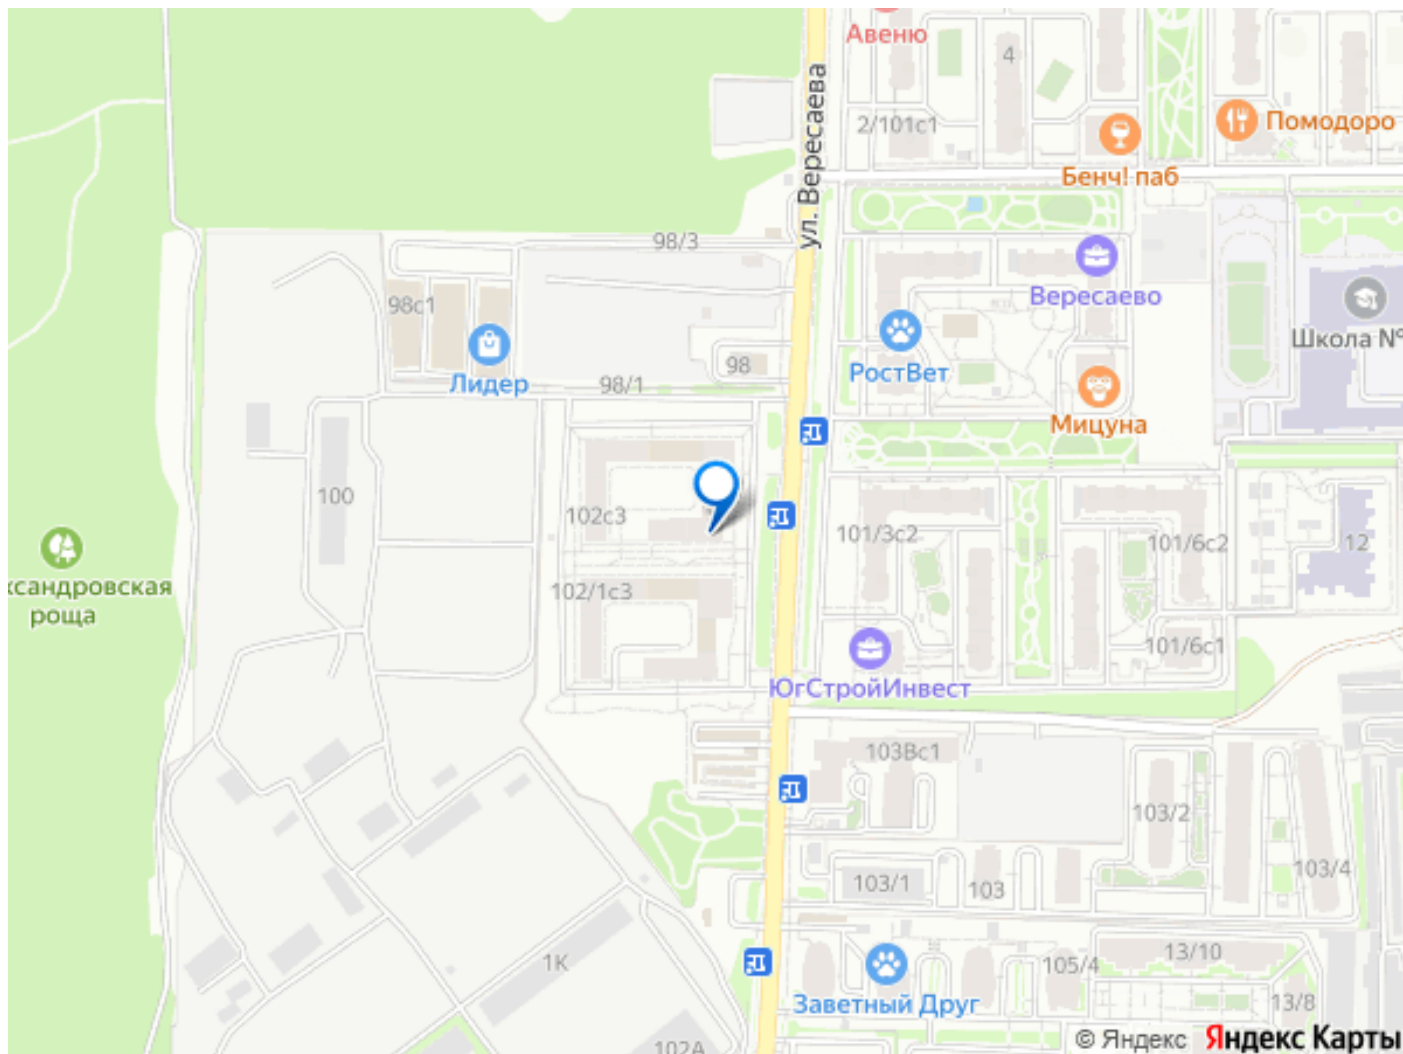 Авеню
4
2/101с1
ул. Вересаева
Помодоро
Бенч! паб
98/3
98с1
Вересаево
Школа №
Лидер
98
98/1
РостВет
Мицуна
100
102с3
101/3с2
101/6с2
12
ксандровская
роща
102/1с3
101/6с1
ЮгСтройИнвест
103Вс1
103/2
103/1
103
103/4
1К
105/4
13/10
Заветный Друг
13/8
102А
© Яндекс
Яндекс Карты